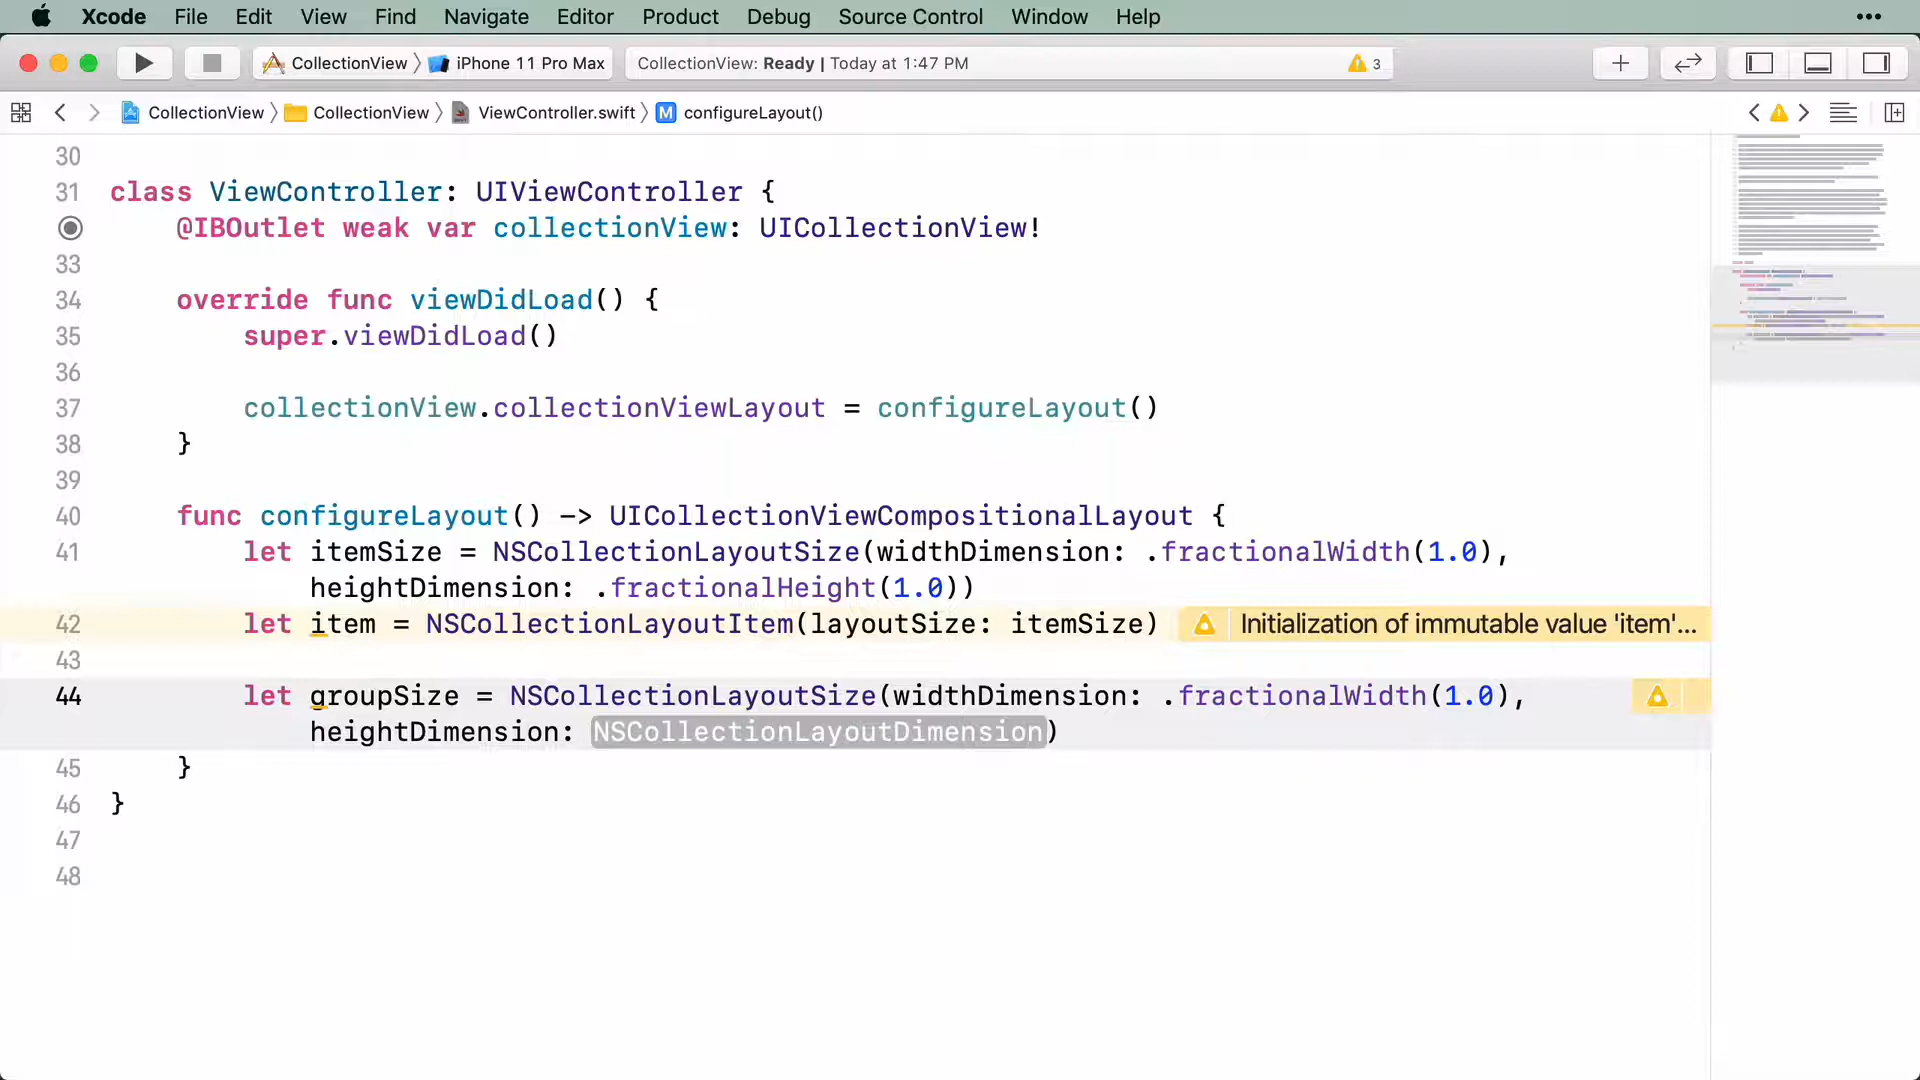 Xcode File Edit View Find Navigate Editor Product Debug Source Control Window Help
CollectionView iPhone 11 Pro Max CollectionView: Ready | Today at 1:47 PM 3
CollectionView CollectionView ViewController.swift M configureLayout()
30
31 class ViewController: UIViewController {
@IBOutlet weak var collectionView: UICollectionView!
33
34 override func viewDidLoad() {
35 super.viewDidLoad()
36
37 collectionView.collectionViewLayout = configureLayout()
38 }
39
40 func configureLayout() -> UICollectionViewCompositionalLayout {
41 let itemSize = NSCollectionLayoutSize(widthDimension: .fractionalWidth(1.0),
heightDimension: .fractionalHeight(1.0))
42 let item = NSCollectionLayoutItem(layoutSize: itemSize) Initialization of immutable value 'item'...
43
44 let groupSize = NSCollectionLayoutSize(widthDimension: .fractionalWidth(1.0),
heightDimension: NSCollectionLayoutDimension)
45 }
46 }
47
48